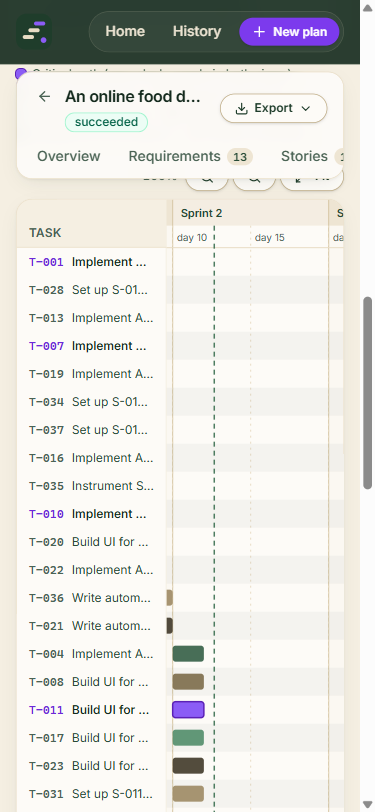 Home
History
+ New plan
An online food d...
succeeded
Export
Overview
Requirements 13
Stories
Sprint 2
S
TASK
day 10
day 15
da
T-001 Implement ...
T-028 Set up S-01...
T-013 Implement A...
T-007 Implement ...
T-019 Implement A...
T-034 Set up S-01...
T-037 Set up S-01...
T-016 Implement A...
T-035 Instrument S...
T-010 Implement ...
T-020 Build UI for ...
T-022 Implement A...
T-036 Write autom...
T-021 Write autom...
T-004 Implement A...
T-008 Build UI for ...
T-011 Build UI for ...
T-017 Build UI for ...
T-023 Build UI for ...
T-031 Set up S-011...